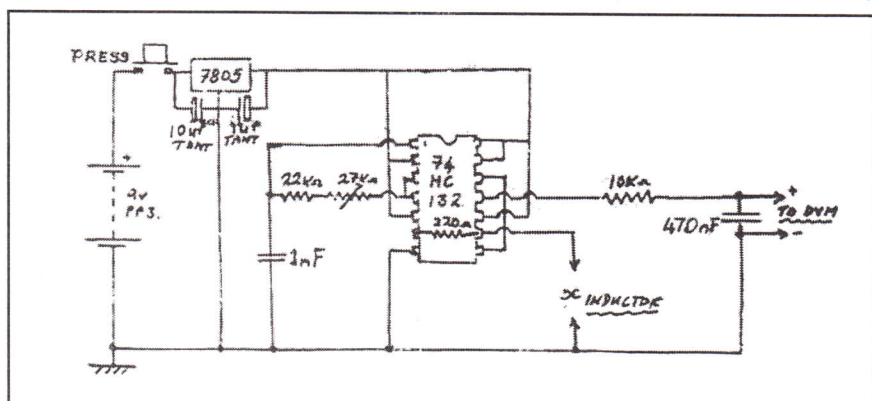 PRESS
7805
10uF
TANT
1uF
TANT
+
9V
PP3.
22KΩ
27KΩ
1nF
74
HC
132
220Ω
10KΩ
470nF
+
TO DVM
-
x INDUCTOR